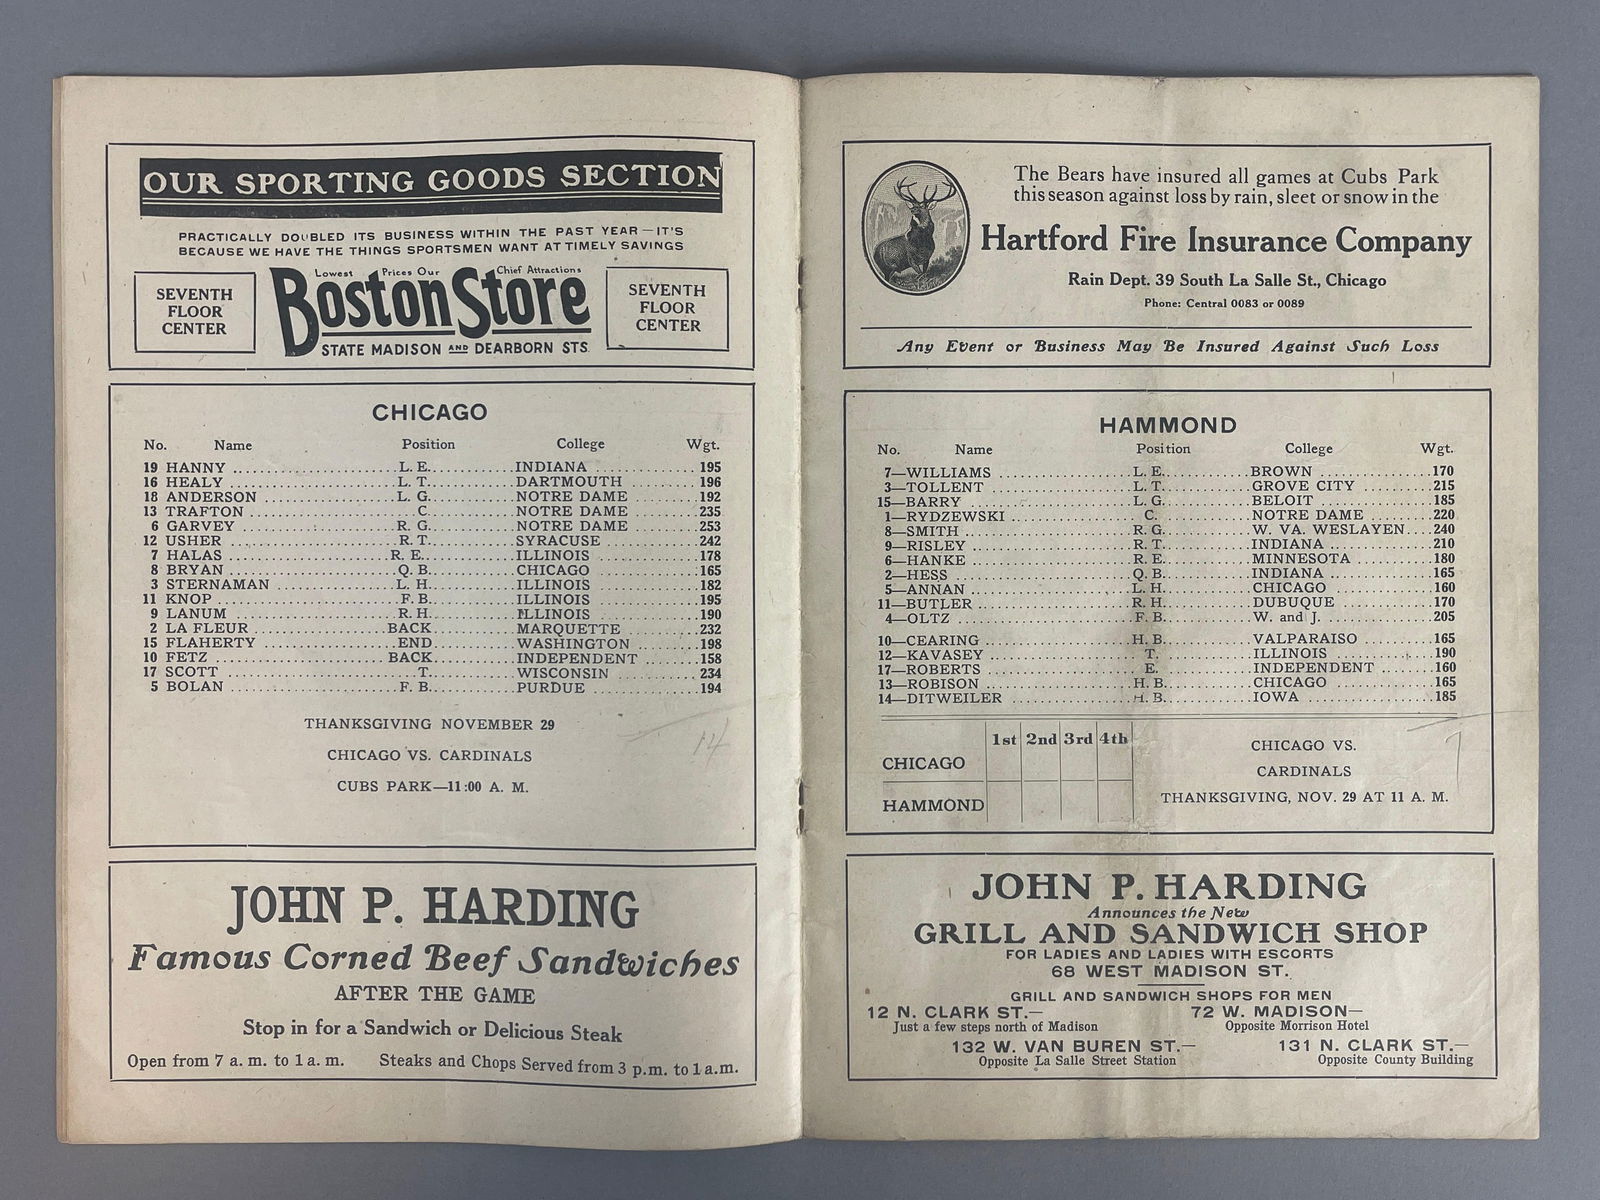 OUR SPORTING GOODS SECTION
PRACTICALLY DOUBLED ITS BUSINESS WITHIN THE PAST YEAR—IT'S
BECAUSE WE HAVE THE THINGS SPORTSMEN WANT AT TIMELY SAVINGS
SEVENTH
FLOOR
CENTER
Lowest Prices Our Chief Attractions
Boston Store
STATE MADISON AND DEARBORN STS.
SEVENTH
FLOOR
CENTER
CHICAGO
No. Name Position College Wgt.
19 HANNY L. E. INDIANA 195
16 HEALY L. T. DARTMOUTH 196
18 ANDERSON L. G. NOTRE DAME 192
13 TRAFTON C. NOTRE DAME 235
6 GARVEY R. G. NOTRE DAME 253
12 USHER R. T. SYRACUSE 242
7 HALAS R. E. ILLINOIS 178
8 BRYAN Q. B. CHICAGO 165
3 STERNAMAN L. H. ILLINOIS 182
11 KNOP F. B. ILLINOIS 195
9 LANUM R. H. ILLINOIS 190
2 LA FLEUR BACK MARQUETTE 232
15 FLAHERTY END WASHINGTON 198
10 FETZ BACK INDEPENDENT 158
17 SCOTT T. WISCONSIN 234
5 BOLAN F. B. PURDUE 194
THANKSGIVING NOVEMBER 29
14
CHICAGO VS. CARDINALS
CUBS PARK—11:00 A. M.
JOHN P. HARDING
Famous Corned Beef Sandwiches
AFTER THE GAME
Stop in for a Sandwich or Delicious Steak
Open from 7 a. m. to 1 a. m. Steaks and Chops Served from 3 p.m. to 1 a.m.
The Bears have insured all games at Cubs Park
this season against loss by rain, sleet or snow in the
Hartford Fire Insurance Company
Rain Dept. 39 South La Salle St., Chicago
Phone: Central 0083 or 0089
Any Event or Business May Be Insured Against Such Loss
HAMMOND
No. Name Position College Wgt.
7—WILLIAMS L. E. BROWN 170
3—TOLLENT L. T. GROVE CITY 215
15—BARRY L. G. BELOIT 185
1—RYDZEWSKI C. NOTRE DAME 220
8—SMITH R. G. W. VA. WESLAYEN 240
9—RISLEY R. T. INDIANA 210
6—HANKE R. E. MINNESOTA 180
2—HESS Q. B. INDIANA 165
5—ANNAN L. H. CHICAGO 160
11—BUTLER R. H. DUBUQUE 170
4—OLTZ F. B. W. and J. 205
10—CEARING H. B. VALPARAISO 165
12—KAVASEY T. ILLINOIS 190
17—ROBERTS E. INDEPENDENT 160
13—ROBISON H. B. CHICAGO 165
14—DITWEILER H. B. IOWA 185
1st 2nd 3rd 4th
CHICAGO
HAMMOND
CHICAGO VS.
CARDINALS
THANKSGIVING, NOV. 29 AT 11 A. M.
7
JOHN P. HARDING
Announces the New
GRILL AND SANDWICH SHOP
FOR LADIES AND LADIES WITH ESCORTS
68 WEST MADISON ST.
GRILL AND SANDWICH SHOPS FOR MEN
12 N. CLARK ST.— 72 W. MADISON—
Just a few steps north of Madison Opposite Morrison Hotel
132 W. VAN BUREN ST.— 131 N. CLARK ST.—
Opposite La Salle Street Station Opposite County Building